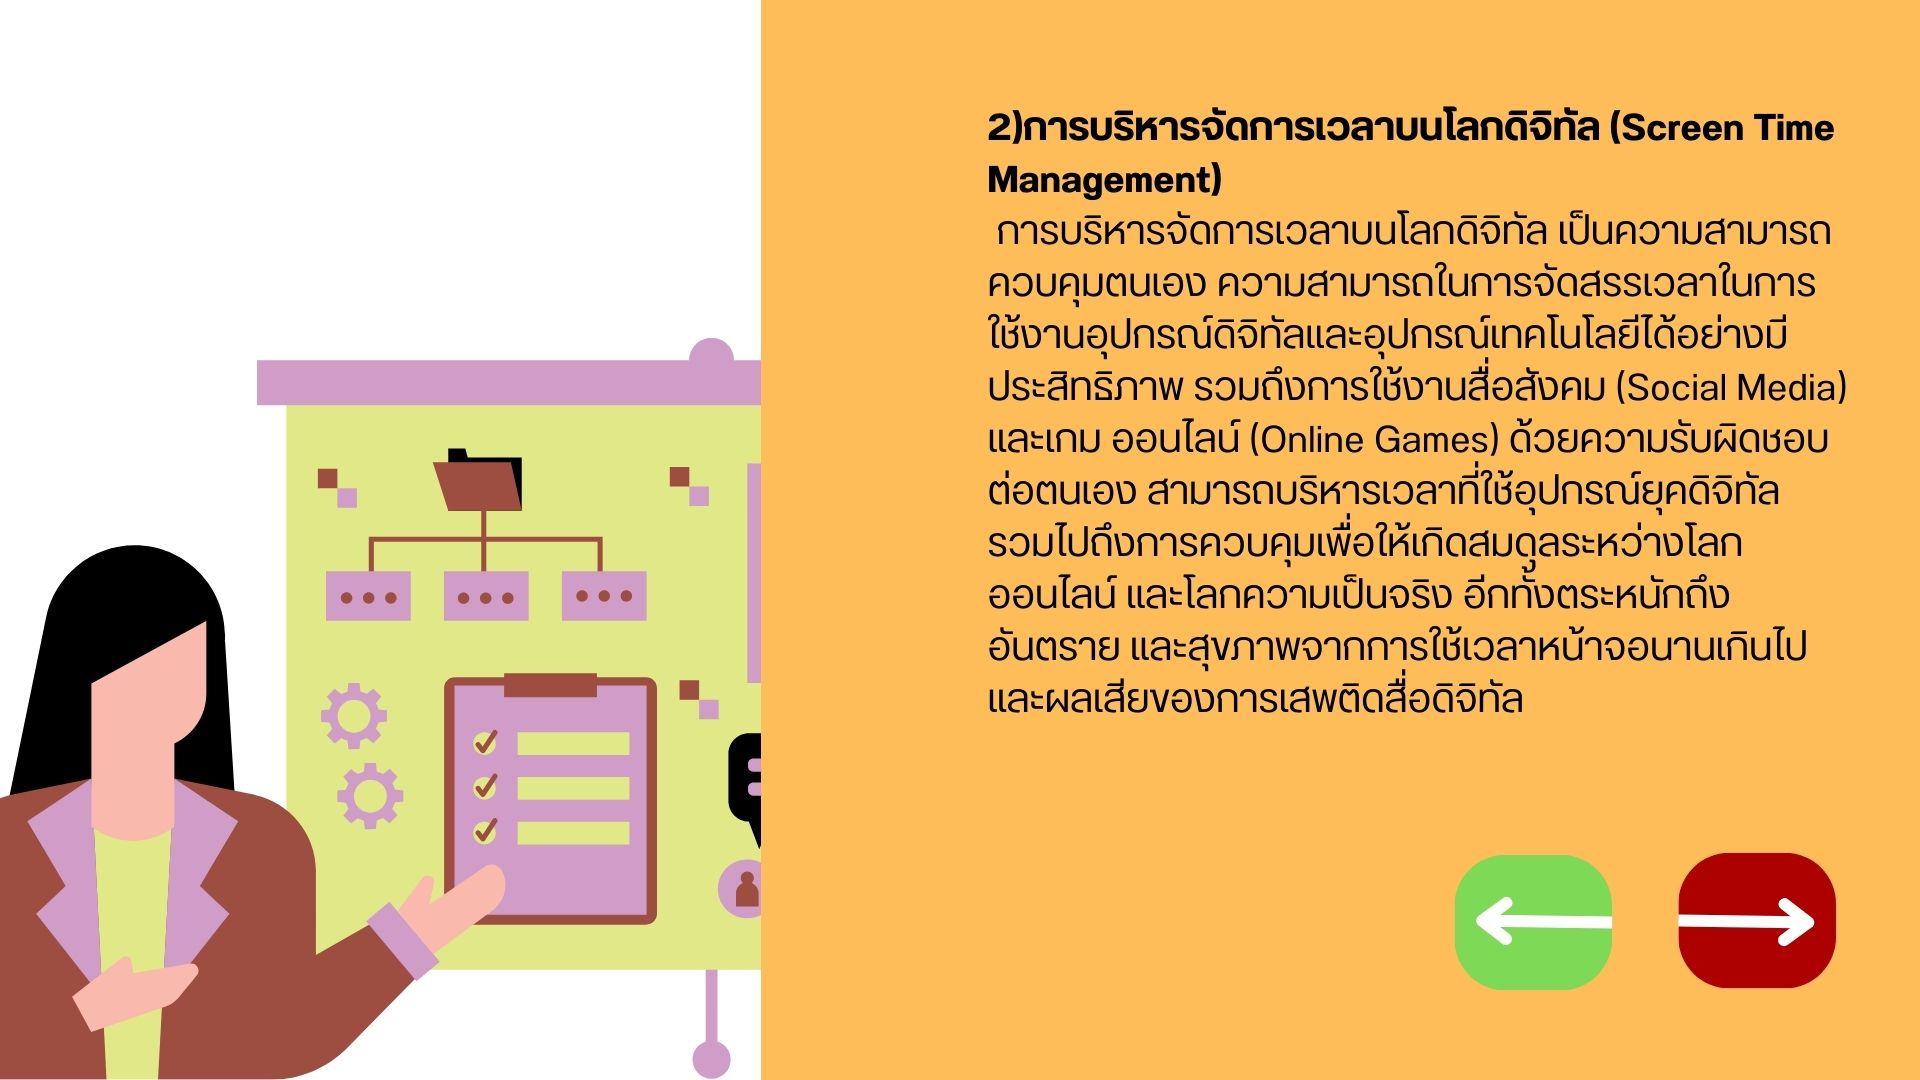 2)การบริหารจัดการเวลาบนโลกดิจิทัล (Screen Time
Management)
การบริหารจัดการเวลาบนโลกดิจิทัล เป็นความสามารถ
ควบคุมตนเอง ความสามารถในการจัดสรรเวลาในการ
ใช้งานอุปกรณ์ดิจิทัลและอุปกรณ์เทคโนโลยีได้อย่างมี
ประสิทธิภาพ รวมถึงการใช้งานสื่อสังคม (Social Media)
และเกม ออนไลน์ (Online Games) ด้วยความรับผิดชอบ
ต่อตนเอง สามารถบริหารเวลาที่ใช้อุปกรณ์ยุคดิจิทัล
รวมไปถึงการควบคุมเพื่อให้เกิดสมดุลระหว่างโลก
ออนไลน์ และโลกความเป็นจริง อีกทั้งตระหนักถึง
อันตราย และสุขภาพจากการใช้เวลาหน้าจอนานเกินไป
และผลเสียของการเสพติดสื่อดิจิทัล